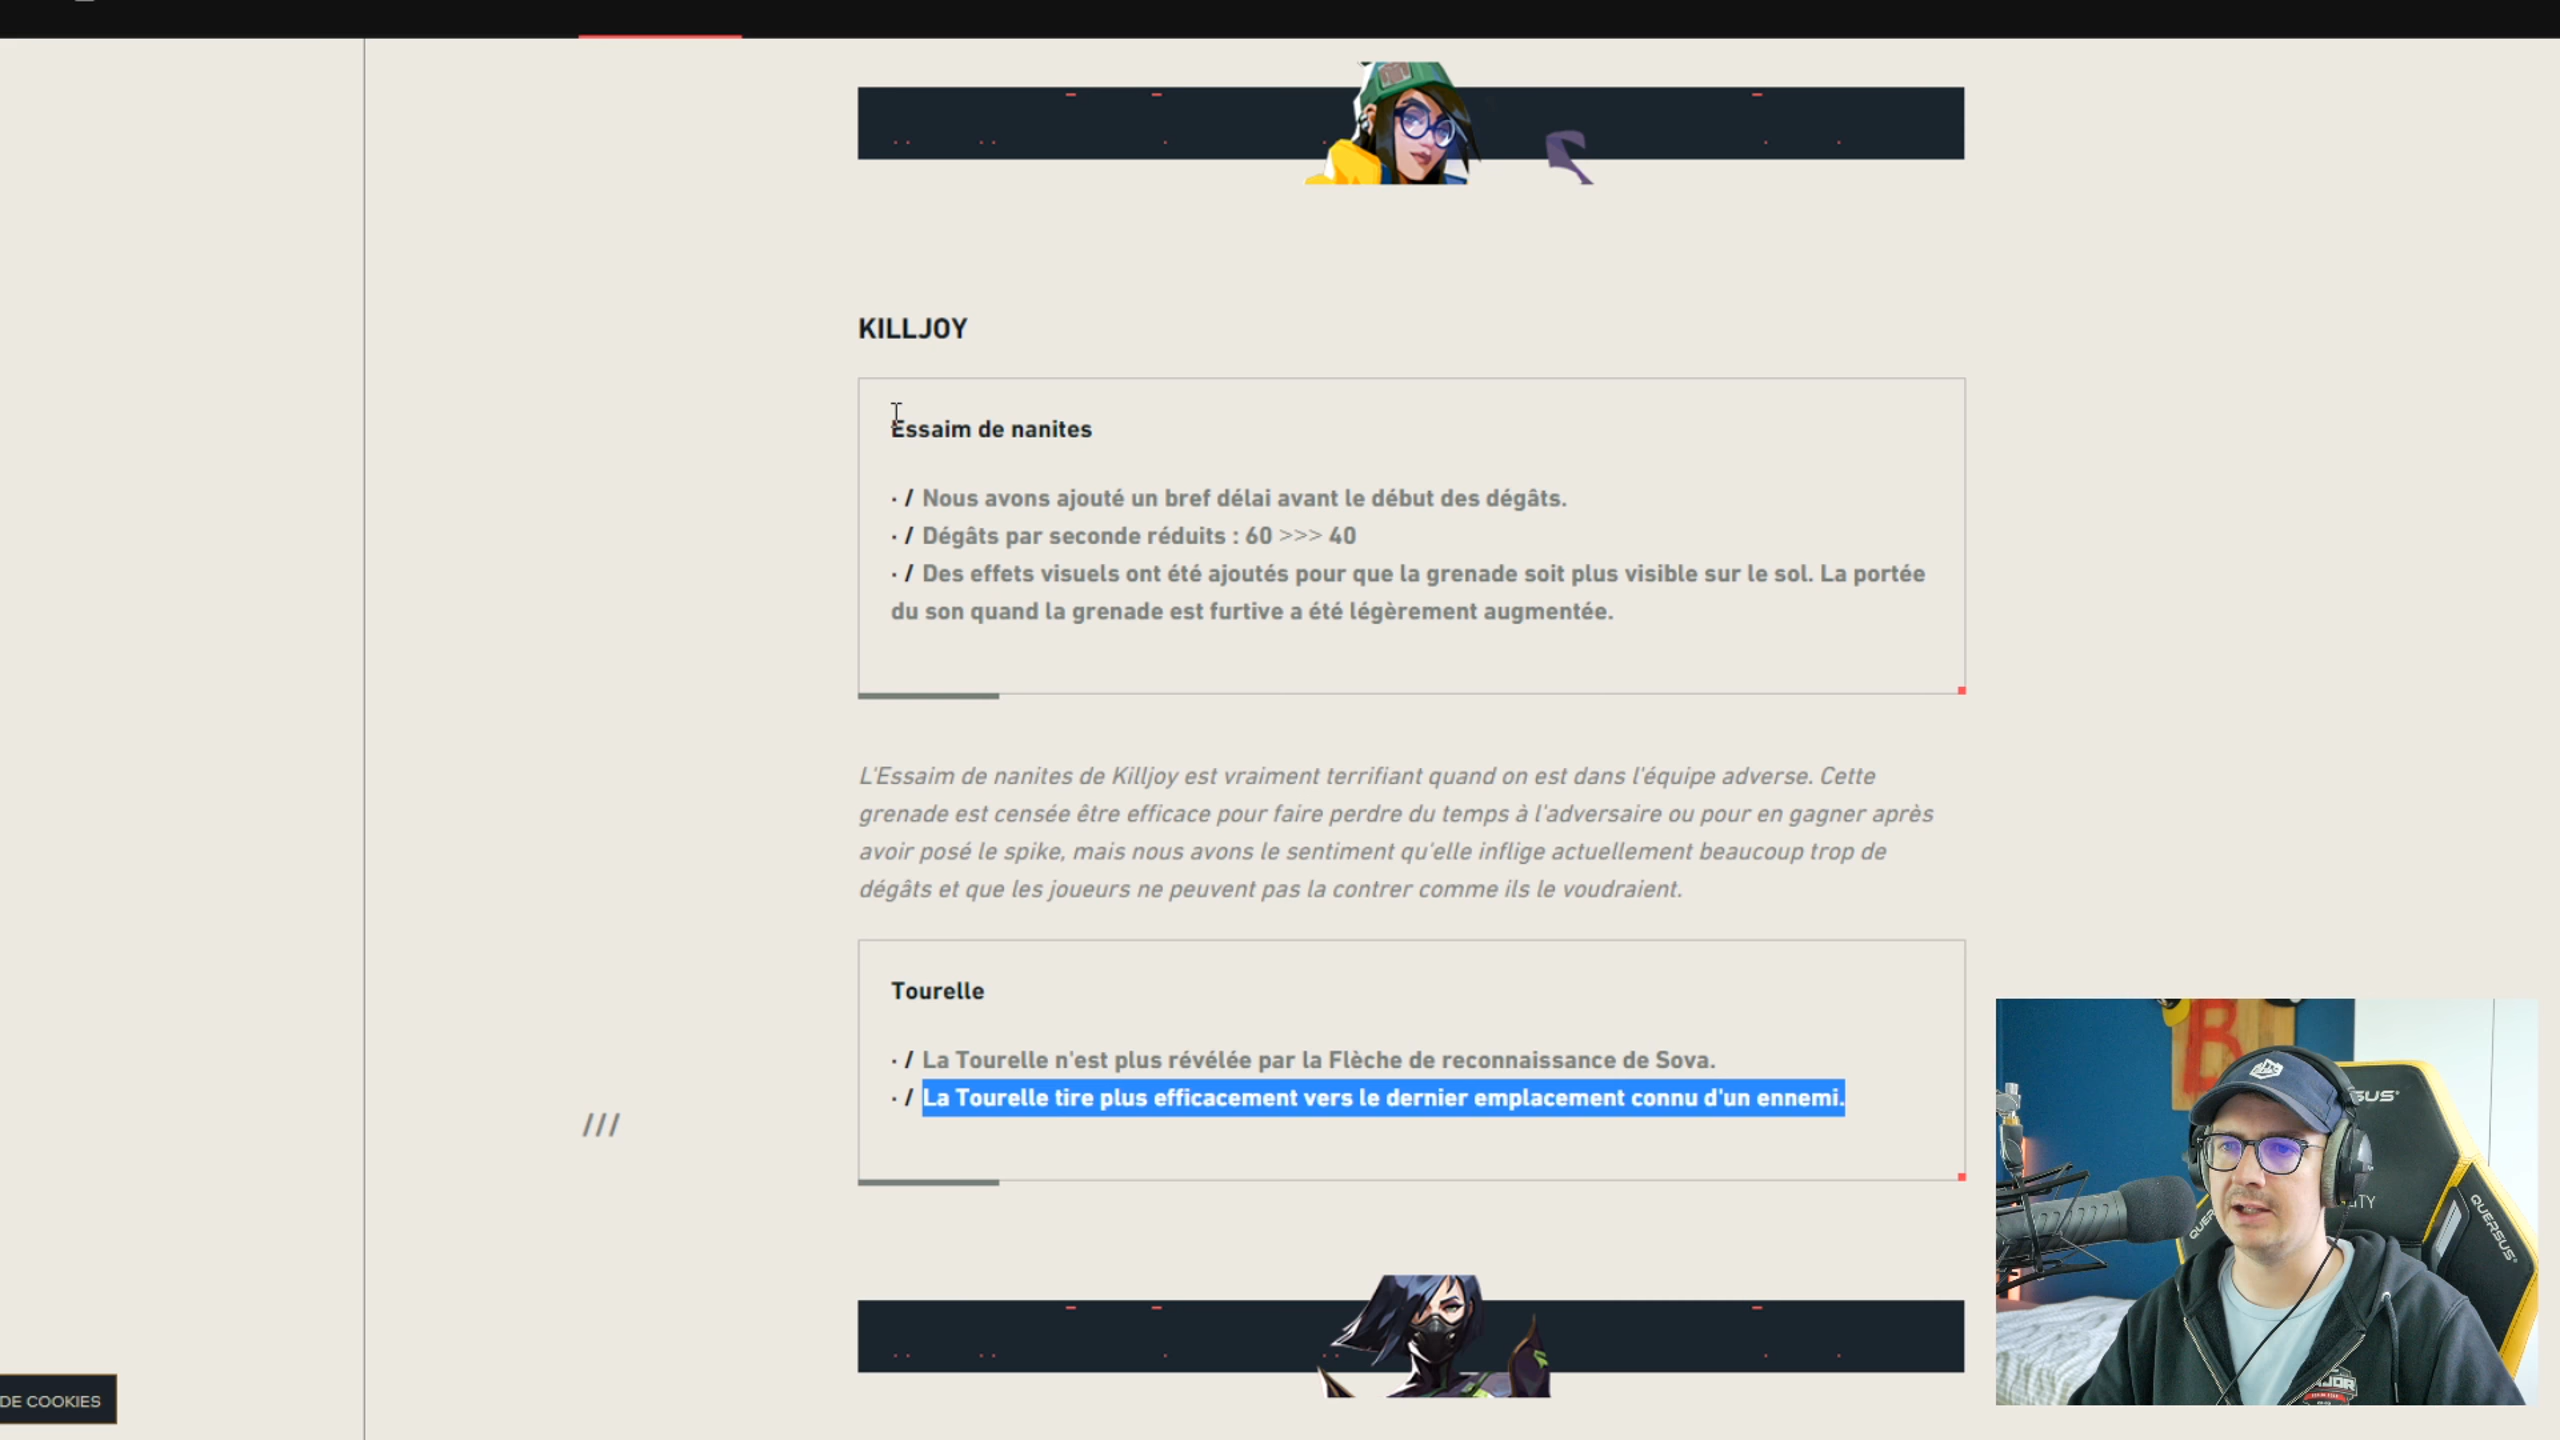 KILLJOY
Essaim de nanites
· / Nous avons ajouté un bref délai avant le début des dégâts.
· / Dégâts par seconde réduits : 60 >>> 40
· / Des effets visuels ont été ajoutés pour que la grenade soit plus visible sur le sol. La portée
du son quand la grenade est furtive a été légèrement augmentée.
L'Essaim de nanites de Killjoy est vraiment terrifiant quand on est dans l'équipe adverse. Cette
grenade est censée être efficace pour faire perdre du temps à l'adversaire ou pour en gagner après
avoir posé le spike, mais nous avons le sentiment qu'elle inflige actuellement beaucoup trop de
dégâts et que les joueurs ne peuvent pas la contrer comme ils le voudraient.
Tourelle
· / La Tourelle n'est plus révélée par la Flèche de reconnaissance de Sova.
· / La Tourelle tire plus efficacement vers le dernier emplacement connu d'un ennemi.
///
DE COOKIES
QUERSUS